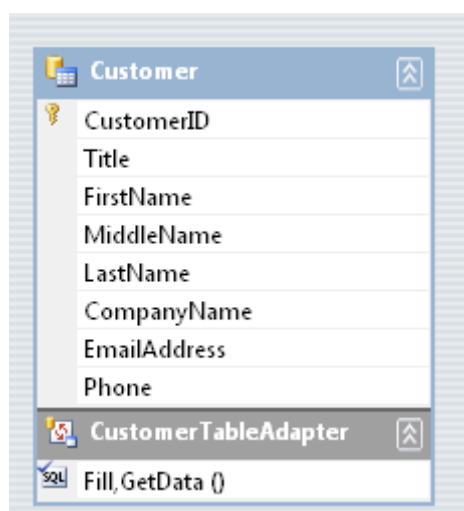 Customer
CustomerID
Title
FirstName
MiddleName
LastName
CompanyName
EmailAddress
Phone
CustomerTableAdapter
SQL Fill,GetData ()